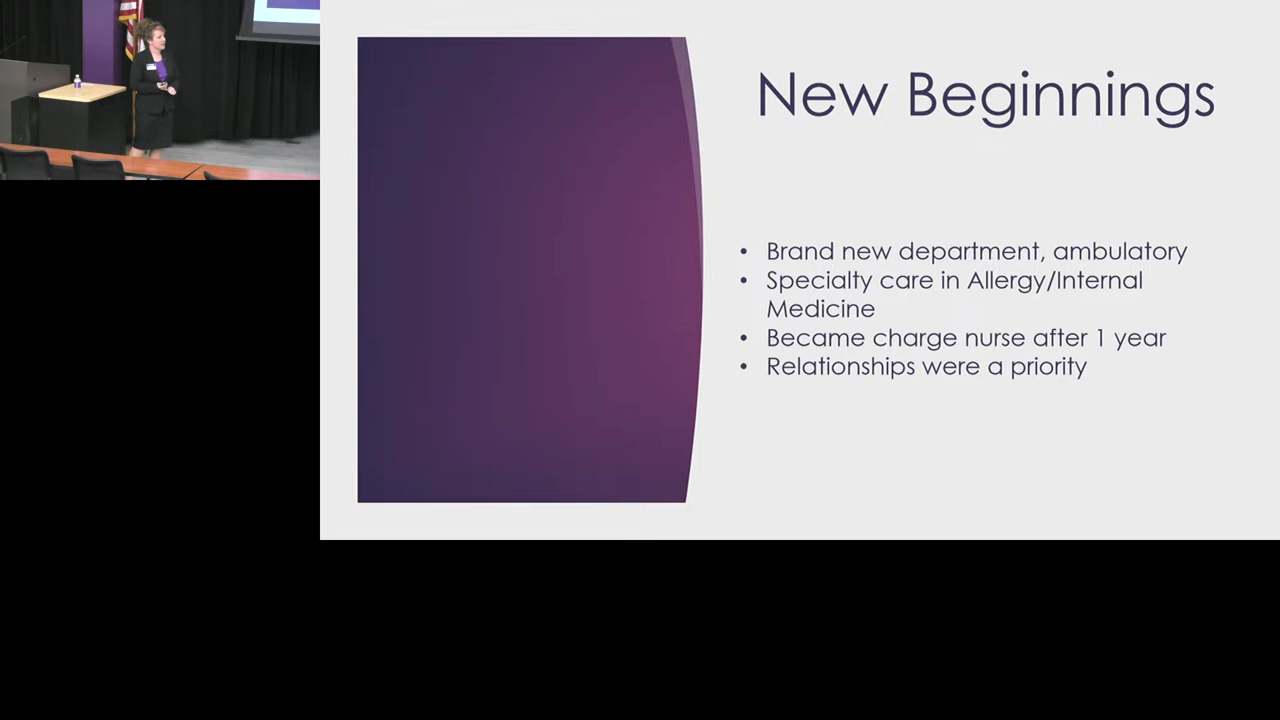 New Beginnings
• Brand new department, ambulatory
• Specialty care in Allergy/Internal
Medicine
• Became charge nurse after 1 year
• Relationships were a priority